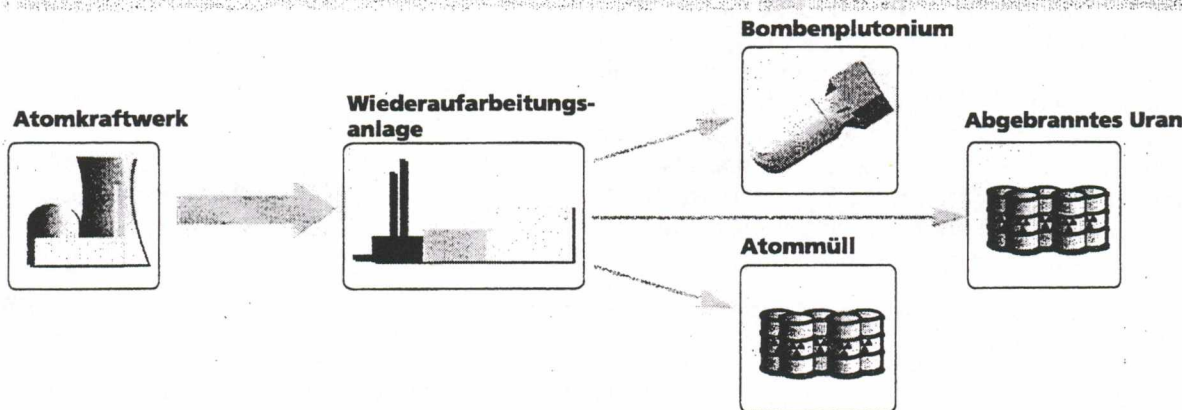 Bombenplutonium
Atomkraftwerk
Wiederaufarbeitungs-
anlage
Abgebranntes Uran
Atommüll